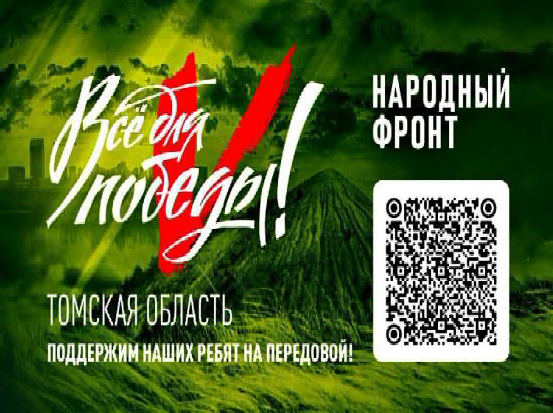 Всё для
победы!
V
НАРОДНЫЙ
ФРОНТ
ТОМСКАЯ ОБЛАСТЬ
ПОДДЕРЖИМ НАШИХ РЕБЯТ НА ПЕРЕДОВОЙ!